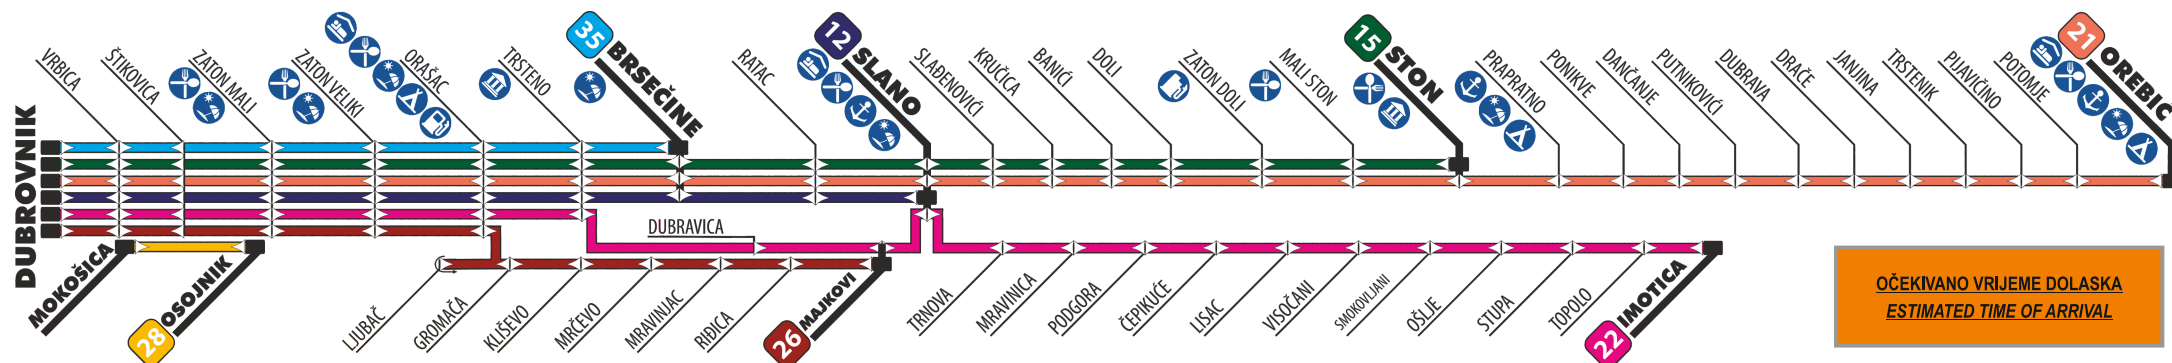 DUBROVNIK
VRBICA
ŠTIKOVICA
ZATON MALI
ZATON VELIKI
ORAŠAC
TRSTENO
35 BRSEČINE
RATAC
12 SLANO
SLAĐENOVIĆI
KRUČICA
BANIĆI
DOLI
ZATON DOLI
MALI STON
15 STON
PRAPRATNO
PONIKVE
DANČANJE
PUTNIKOVIĆI
DUBRAVA
DRAČE
JANJINA
TRSTENIK
PIJAVIČINO
POTOMJE
21 OREBIC
MOKOŠICA
28 OSOJNIK
DUBRAVICA
LJUBAČ
GROMAČA
KLIŠEVO
MRČEVO
MRAVINJAC
RIĐICA
26 MAJKOVI
TRNOVA
MRAVINICA
PODGORA
ČEPIKUĆE
LISAC
VISOČANI
SMOKOVLJANI
OŠLJE
STUPA
TOPOLO
22 IMOTICA
OČEKIVANO VRIJEME DOLASKA
ESTIMATED TIME OF ARRIVAL